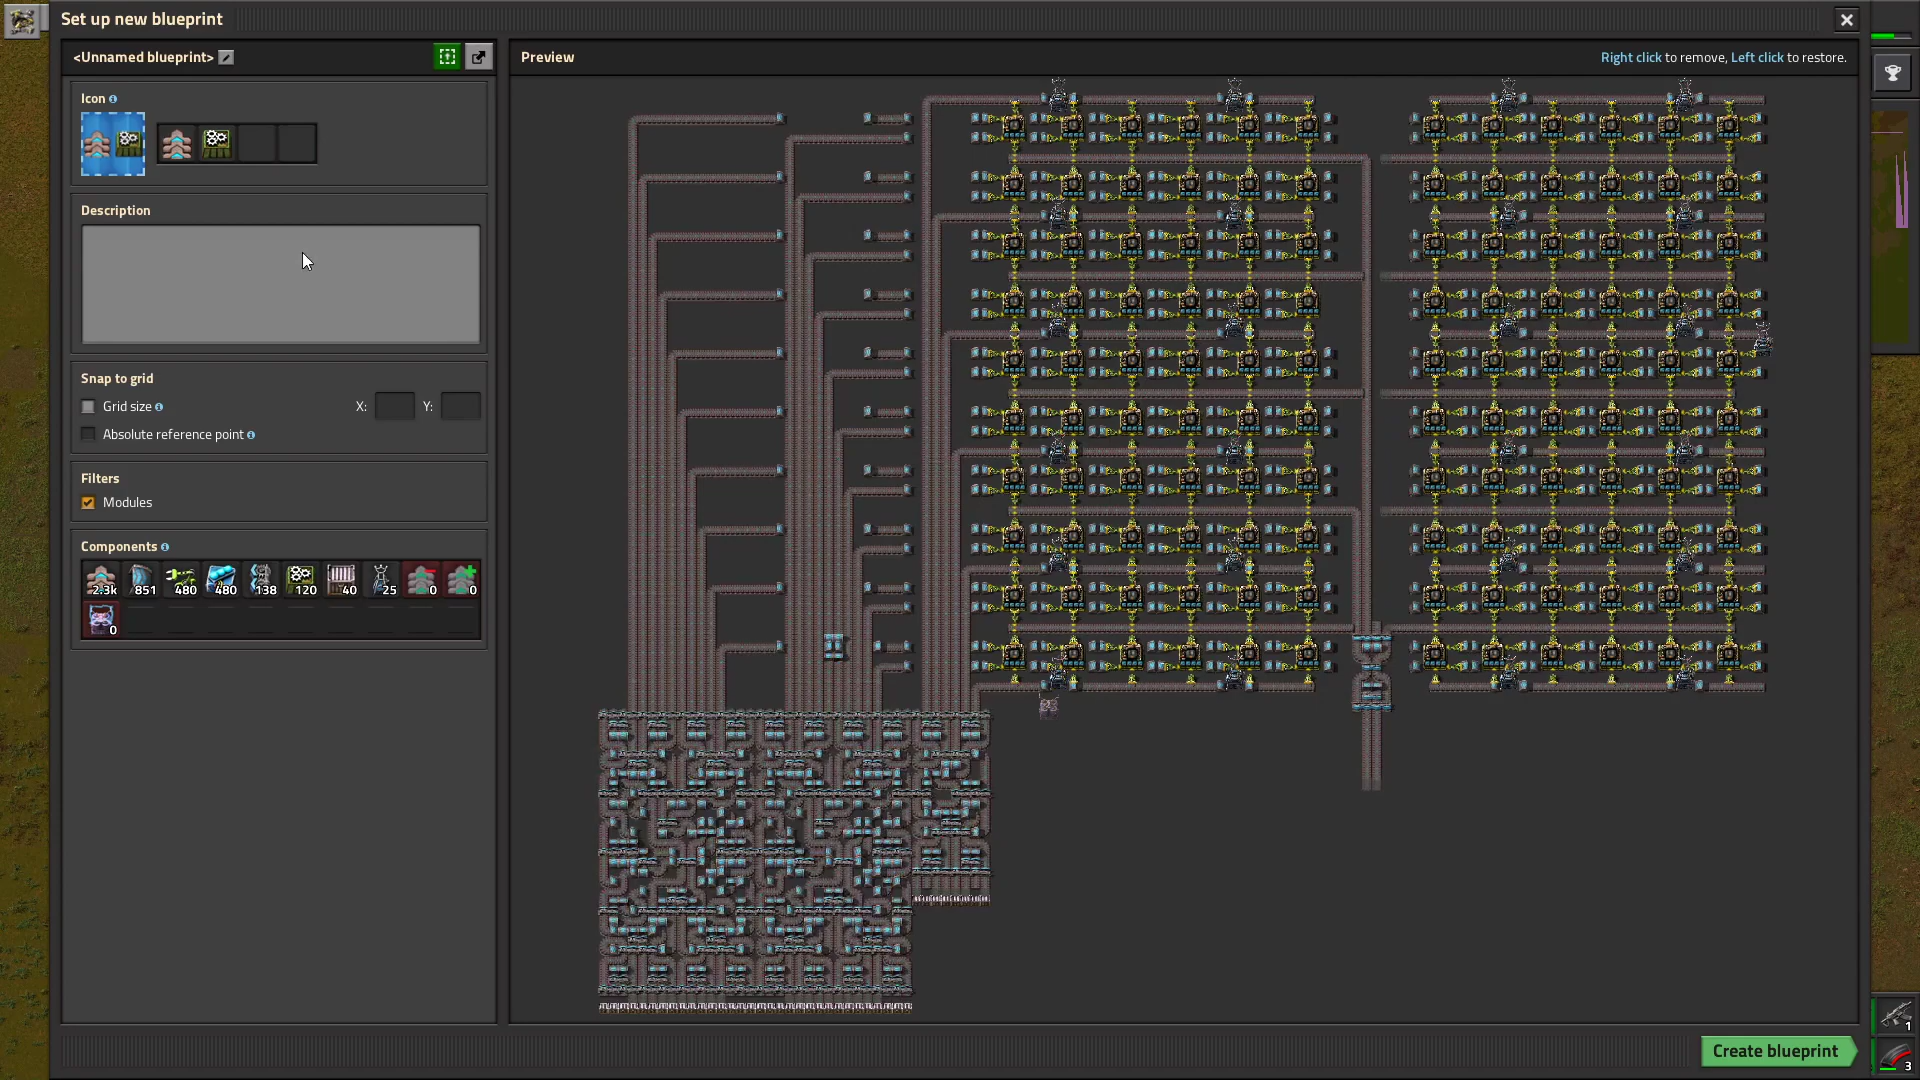 Set up new blueprint
<Unnamed blueprint>
Preview
Right click to remove, Left click to restore.
Icon
Description
Snap to grid
Grid size
X:
Y:
Absolute reference point
Filters
Modules
Components
2.3k 851 480 480 138 120 40 25 0 0
0
1
3
Create blueprint